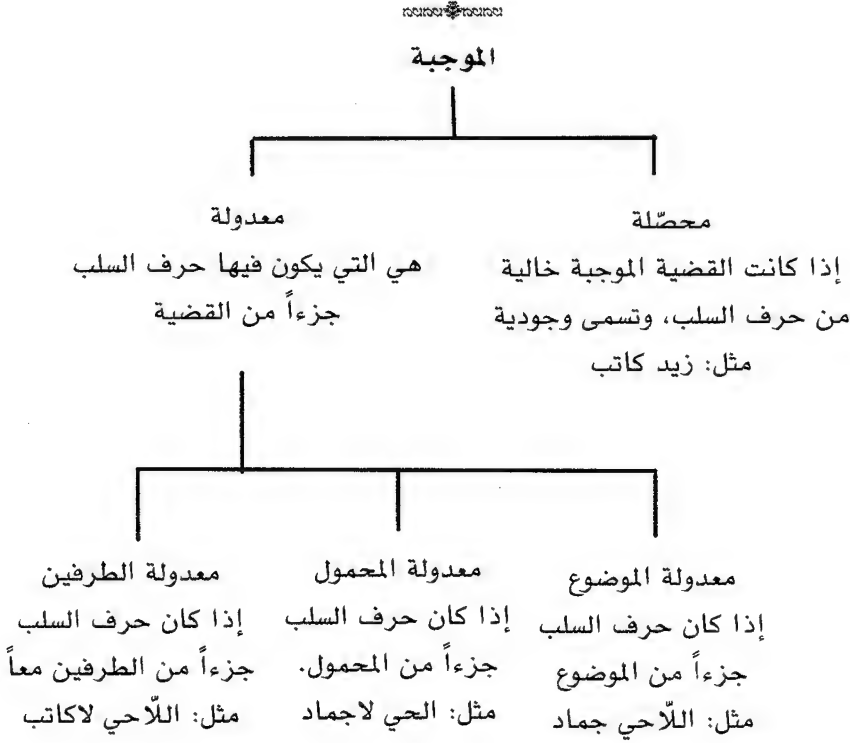 الموجبة
محصّلة
إذا كانت القضية الموجبة خالية
من حرف السلب، وتسمى وجودية
مثل: زيد كاتب
معدولة
هي التي يكون فيها حرف السلب
جزءاً من القضية
معدولة الموضوع
إذا كان حرف السلب
جزءاً من الموضوع
مثل: اللّاحي جماد
معدولة المحمول
إذا كان حرف السلب
جزءاً من المحمول.
مثل: الحي لاجماد
معدولة الطرفين
إذا كان حرف السلب
جزءاً من الطرفين معاً
مثل: اللّاحي لاكاتب